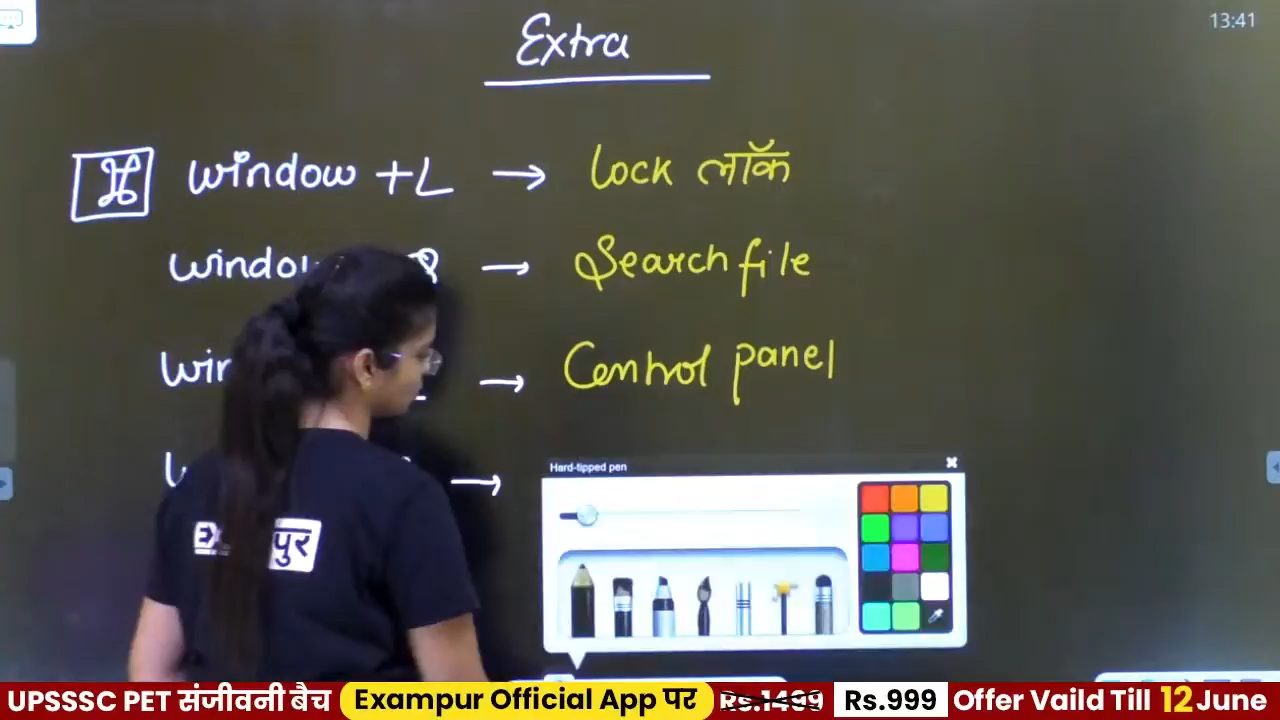 13:41
Extra
⌘ Window + L → Lock लॉक
→ Search file
→ Control panel
→
Hard-tipped pen
पुर
UPSSSC PET संजीवनी बैच Exampur Official App पर Rs.1499 Rs.999 Offer Vaild Till 12 June